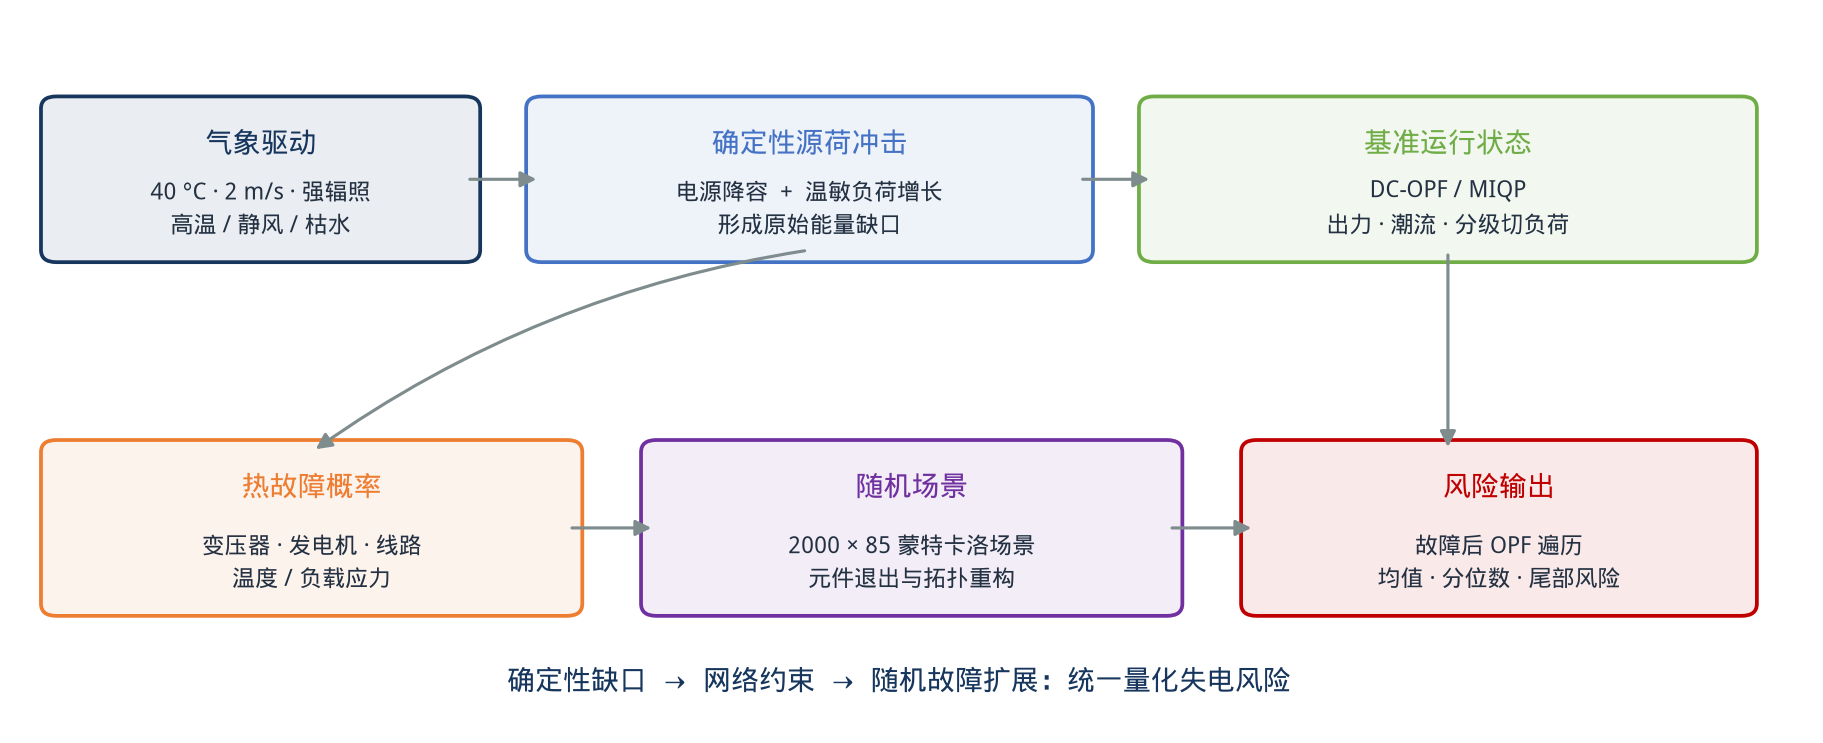 气象驱动
40 °C · 2 m/s · 强辐照
高温 / 静风 / 枯水
确定性源荷冲击
电源降容 + 温敏负荷增长
形成原始能量缺口
基准运行状态
DC-OPF / MIQP
出力 · 潮流 · 分级切负荷
热故障概率
变压器 · 发电机 · 线路
温度 / 负载应力
随机场景
2000 × 85 蒙特卡洛场景
元件退出与拓扑重构
风险输出
故障后 OPF 遍历
均值 · 分位数 · 尾部风险
确定性缺口 → 网络约束 → 随机故障扩展：统一量化失电风险